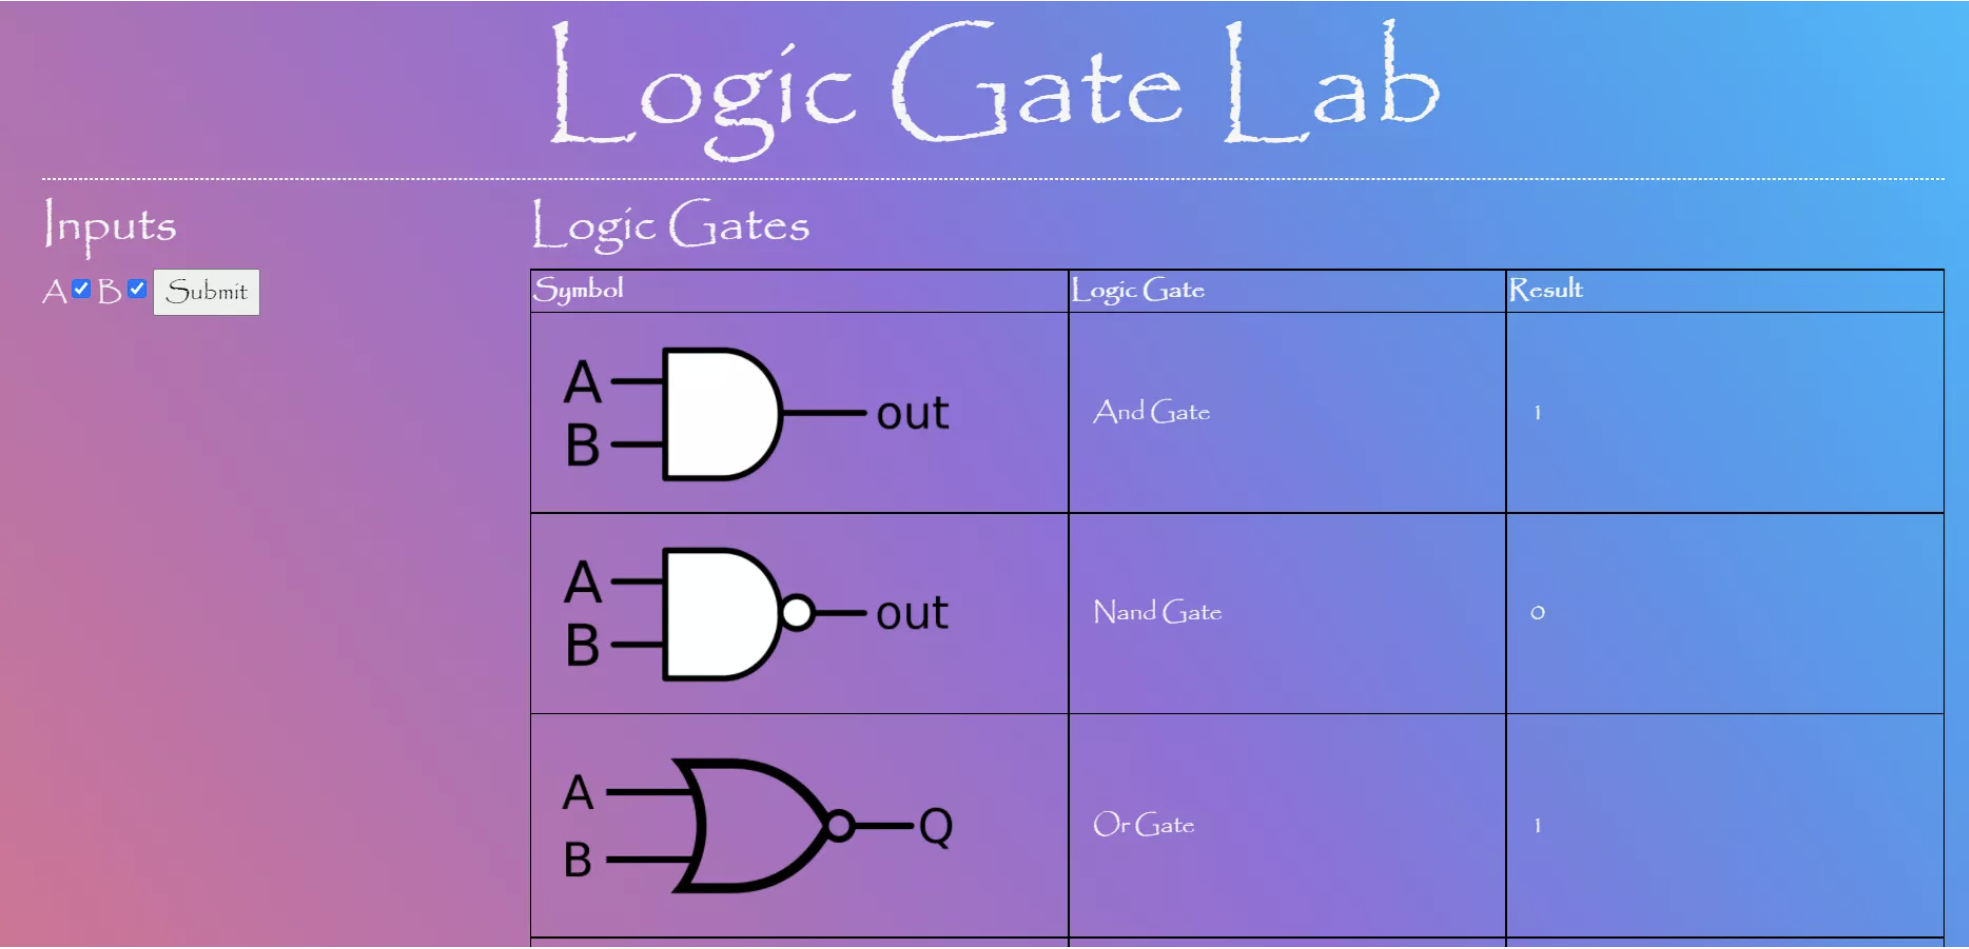 Logic Gate Lab
Inputs
A B Submit
Logic Gates
Symbol Logic Gate Result
A
B
out
And Gate
1
A
B
out
Nand Gate
0
A
B
Q
Or Gate
1